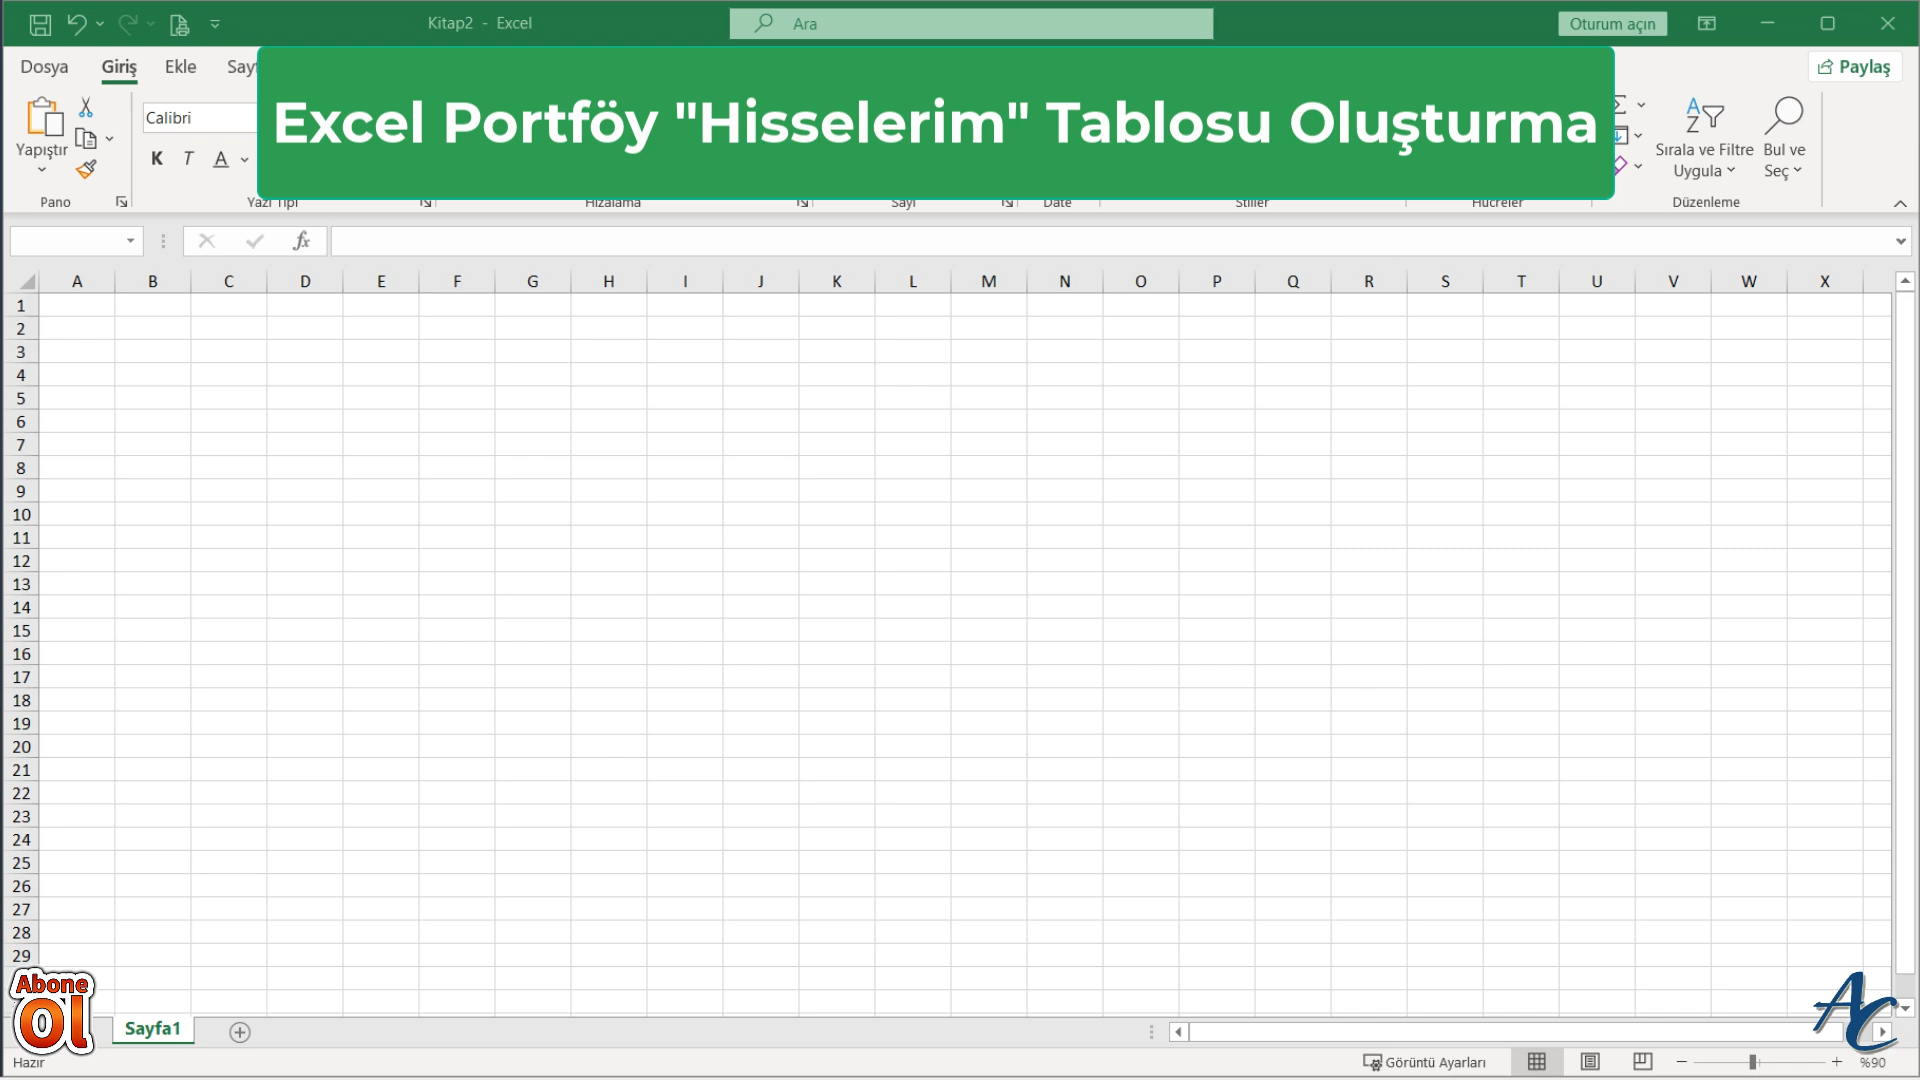 Kitap2 - Excel
Ara
Oturum açın
Dosya
Giriş
Ekle
Paylaş
Excel Portföy "Hisselerim" Tablosu Oluşturma
Calibri
Yapıştır
K T A
Sırala ve Filtre
Uygula
Bul ve
Seç
Pano
Yazı Tipi
Hizalama
Sayı
Date
Stiller
Hücreler
Düzenleme
fx
A B C D E F G H I J K L M N O P Q R S T U V W X
1
2
3
4
5
6
7
8
9
10
11
12
13
14
15
16
17
18
19
20
21
22
23
24
25
26
27
28
29
Abone
Ol
Sayfa1
AC
Hazır
Görüntü Ayarları
%90